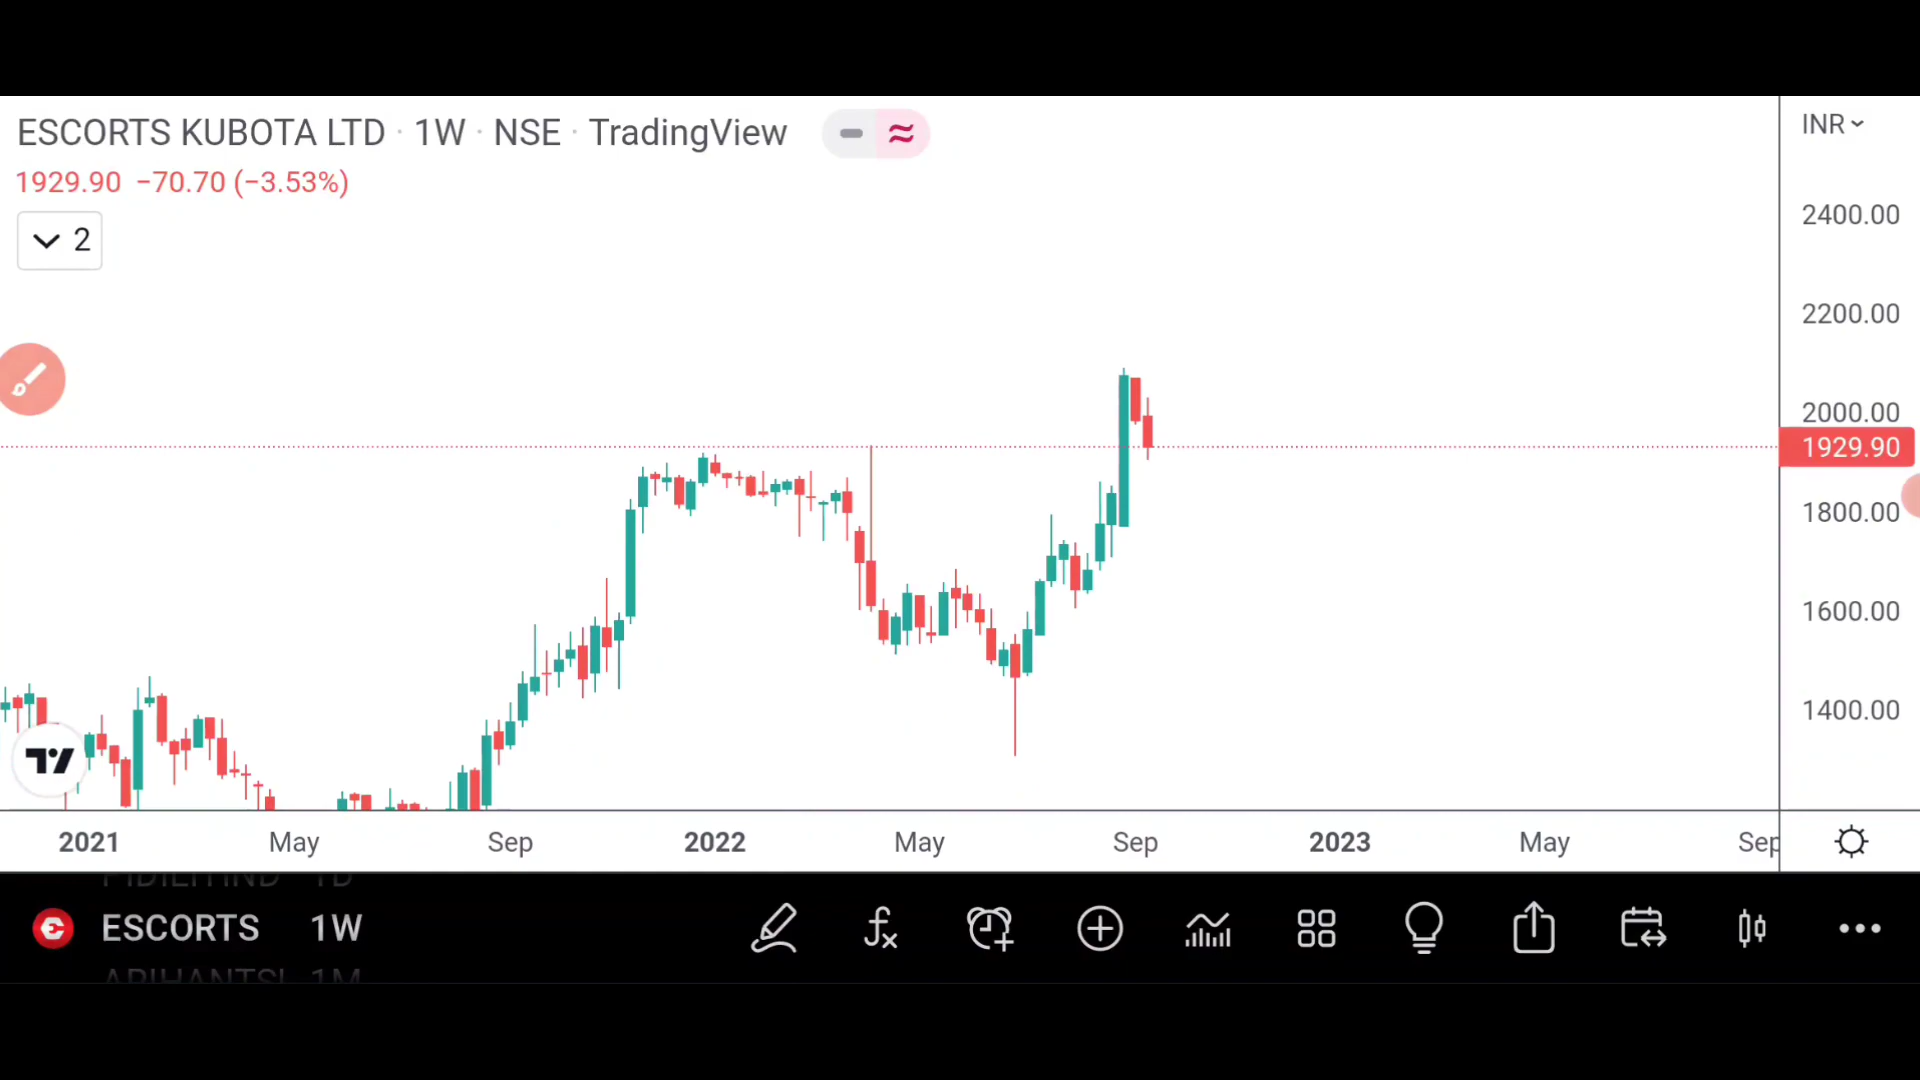 ESCORTS KUBOTA LTD · 1W · NSE · TradingView
1929.90 −70.70 (−3.53%)
2
INR
2400.00
2200.00
2000.00
1929.90
1800.00
1600.00
1400.00
2021 May Sep 2022 May Sep 2023 May Sep
ESCORTS 1W